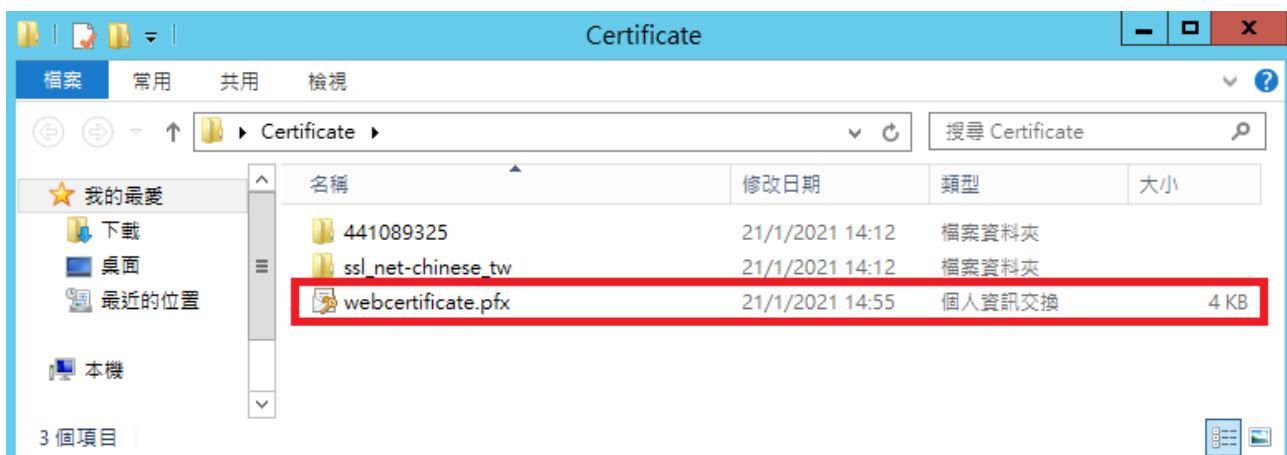 Certificate
檔案 常用 共用 檢視
Certificate 搜尋 Certificate
我的最愛 名稱 修改日期 類型 大小
下載 441089325 21/1/2021 14:12 檔案資料夾
桌面 ssl_net-chinese_tw 21/1/2021 14:12 檔案資料夾
最近的位置 webcertificate.pfx 21/1/2021 14:55 個人資訊交換 4 KB
本機
3 個項目